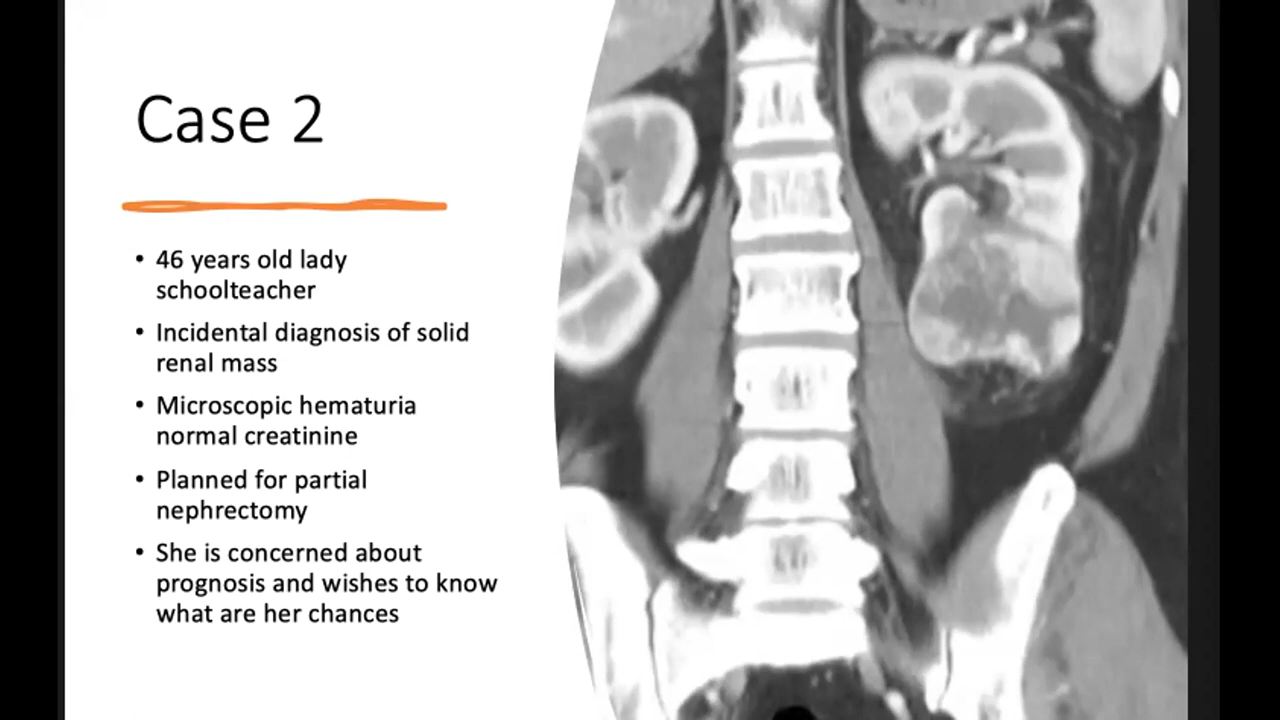 Case 2
• 46 years old lady
schoolteacher
• Incidental diagnosis of solid
renal mass
• Microscopic hematuria
normal creatinine
• Planned for partial
nephrectomy
• She is concerned about
prognosis and wishes to know
what are her chances